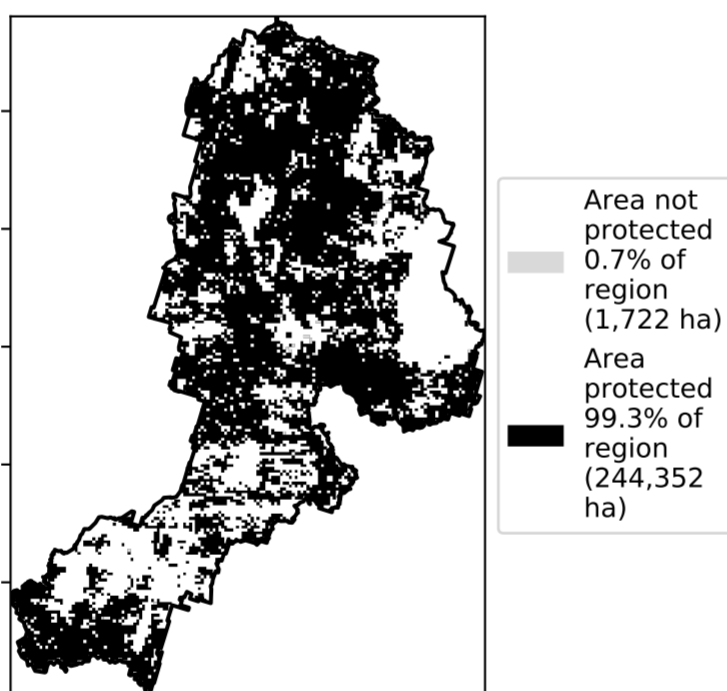 Area not
protected
0.7% of
region
(1,722 ha)
Area
protected
99.3% of
region
(244,352
ha)